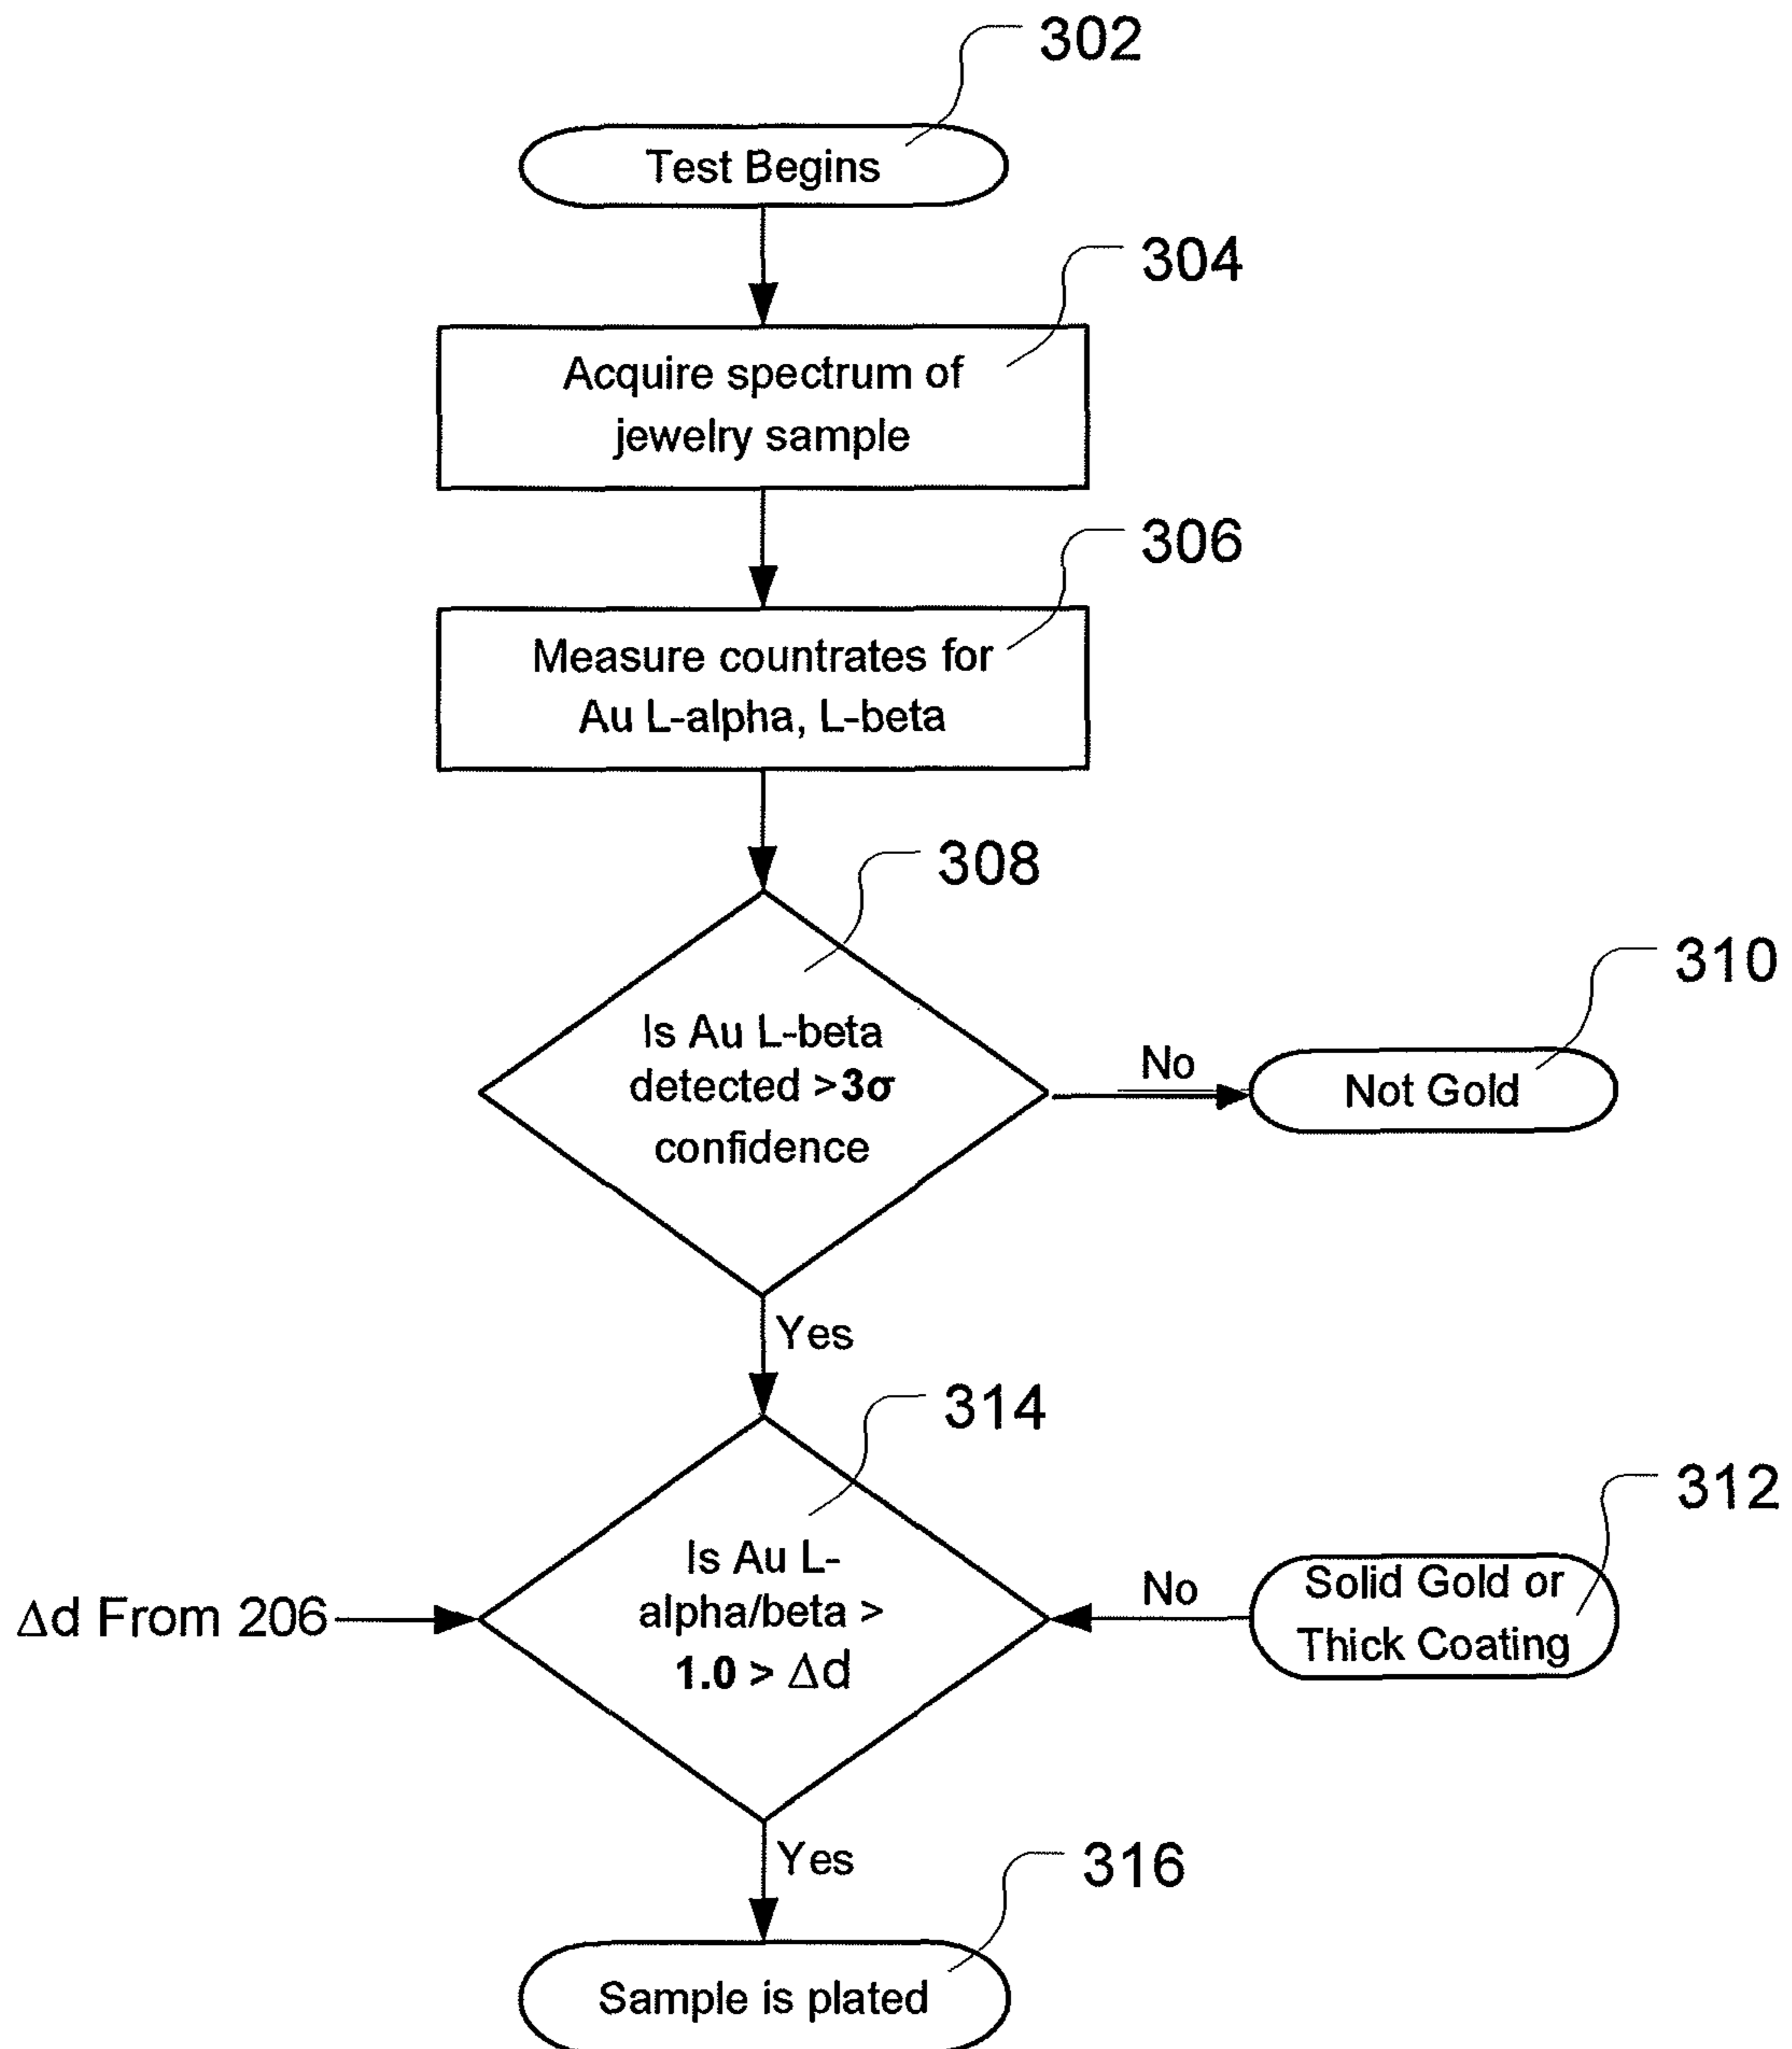 302
Test Begins
304
Acquire spectrum of
jewelry sample
306
Measure countrates for
Au L-alpha, L-beta
308
Is Au L-beta
detected >3σ
confidence
No
310
Not Gold
Yes
314
Is Au L-
alpha/beta >
1.0 > Δd
Δd From 206
No
312
Solid Gold or
Thick Coating
Yes
316
Sample is plated